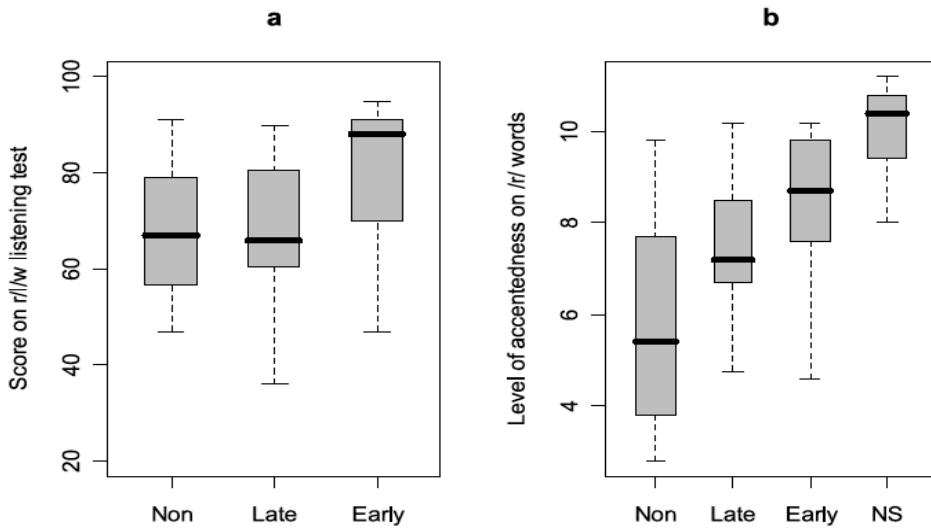 a
Score on r/l/w listening test
100
80
60
40
20
Non Late Early
b
Level of accentedness on /r/ words
10
8
6
4
Non Late Early NS